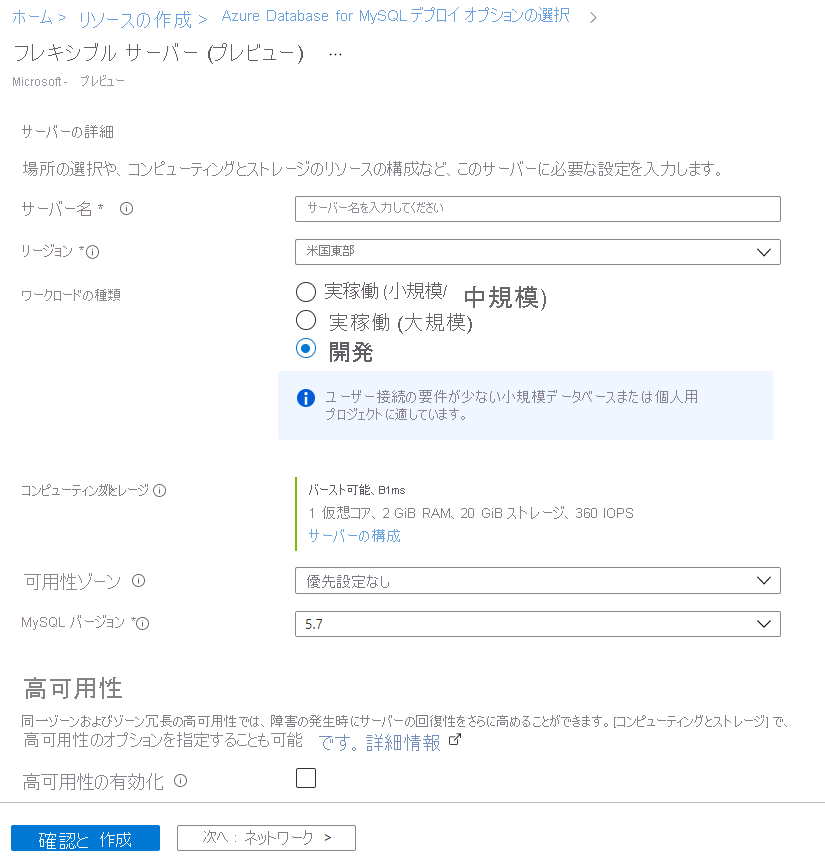 ホーム > リソースの作成 > Azure Database for MySQL デプロイ オプションの選択 >
フレキシブル サーバー (プレビュー) ...
Microsoft - プレビュー
サーバーの詳細
場所の選択や、コンピューティングとストレージのリソースの構成など、このサーバーに必要な設定を入力します。
サーバー名 * サーバー名を入力してください
リージョン * 米国東部
ワークロードの種類 実稼働 (小規模/ 中規模)
実稼働 (大規模)
開発
ユーザー接続の要件が少ない小規模データベースまたは個人用
プロジェクトに適しています。
コンピューティン レージ バースト可能、B1ms
1 仮想コア、2 GiB RAM、20 GiB ストレージ、360 IOPS
サーバーの構成
可用性ゾーン 優先設定なし
MySQL バージョン * 5.7
高可用性
同一ゾーンおよびゾーン冗長の高可用性では、障害の発生時にサーバーの回復性をさらに高めることができます。[コンピューティングとストレージ] で、
高可用性のオプションを指定することも可能 です。詳細情報
高可用性の有効化
確認と 作成 次へ : ネットワーク >